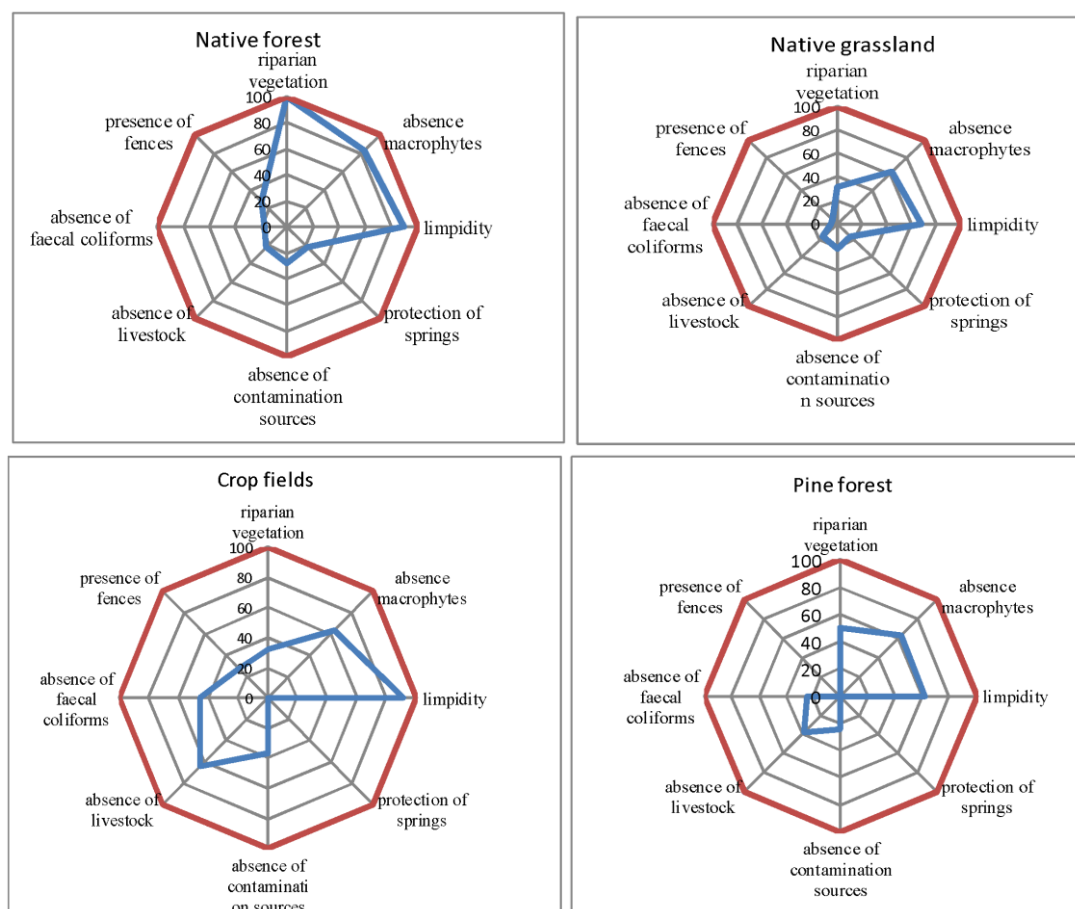 Native forest
riparian
vegetation
100
80
60
40
20
0
absence
macrophytes
limpidity
protection of
springs
absence of
contamination
sources
absence of
livestock
absence of
faecal coliforms
presence of
fences
Native grassland
riparian
vegetation
100
80
60
40
20
0
absence
macrophytes
limpidity
protection of
springs
absence of
contaminatio
n sources
absence of
livestock
absence of
faecal
coliforms
presence of
fences
Crop fields
riparian
vegetation
100
80
60
40
20
0
absence
macrophytes
limpidity
protection of
springs
absence of
contaminati
on sources
absence of
livestock
absence of
faecal
coliforms
presence of
fences
Pine forest
riparian
vegetation
100
80
60
40
20
0
absence
macrophytes
limpidity
protection of
springs
absence of
contamination
sources
absence of
livestock
absence of
faecal
coliforms
presence of
fences